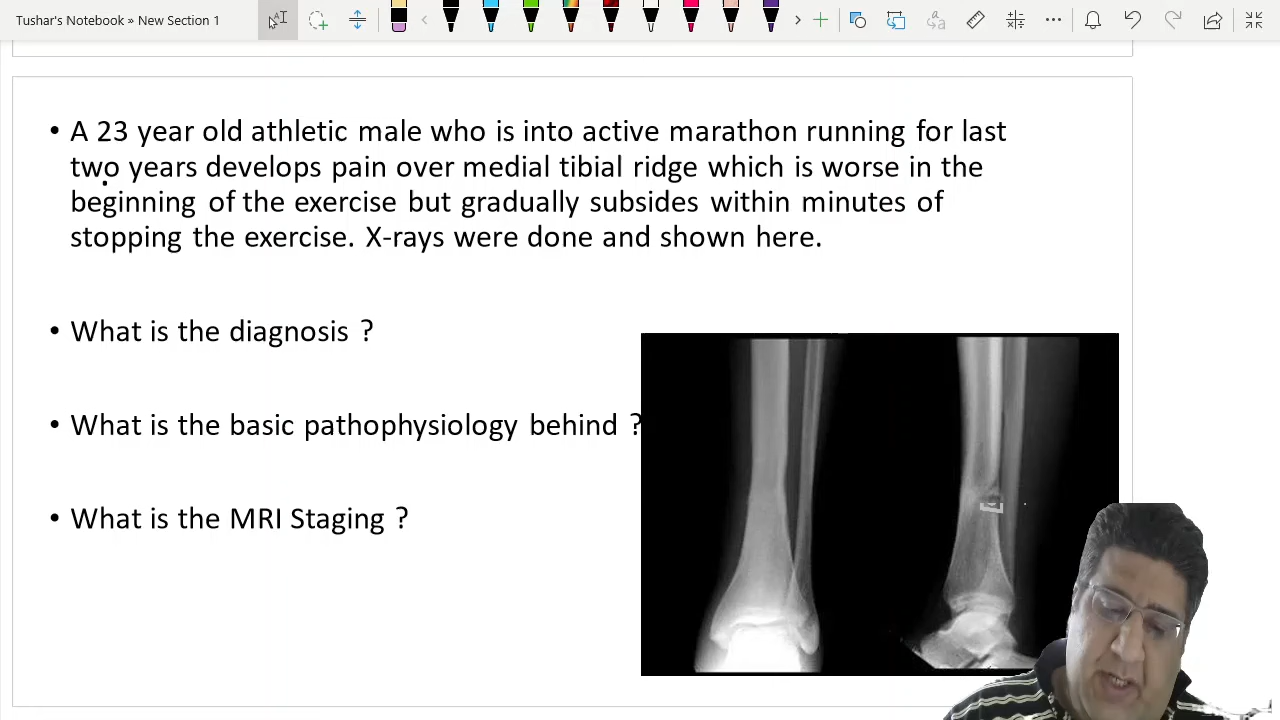 Tushar's Notebook » New Section 1
• A 23 year old athletic male who is into active marathon running for last
two years develops pain over medial tibial ridge which is worse in the
beginning of the exercise but gradually subsides within minutes of
stopping the exercise. X-rays were done and shown here.
• What is the diagnosis ?
• What is the basic pathophysiology behind ?
• What is the MRI Staging ?